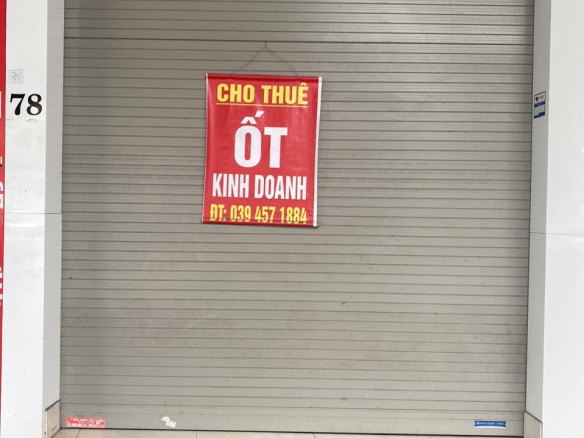 78
CHO THUÊ
ỐT
KINH DOANH
ĐT: 039 457 1884